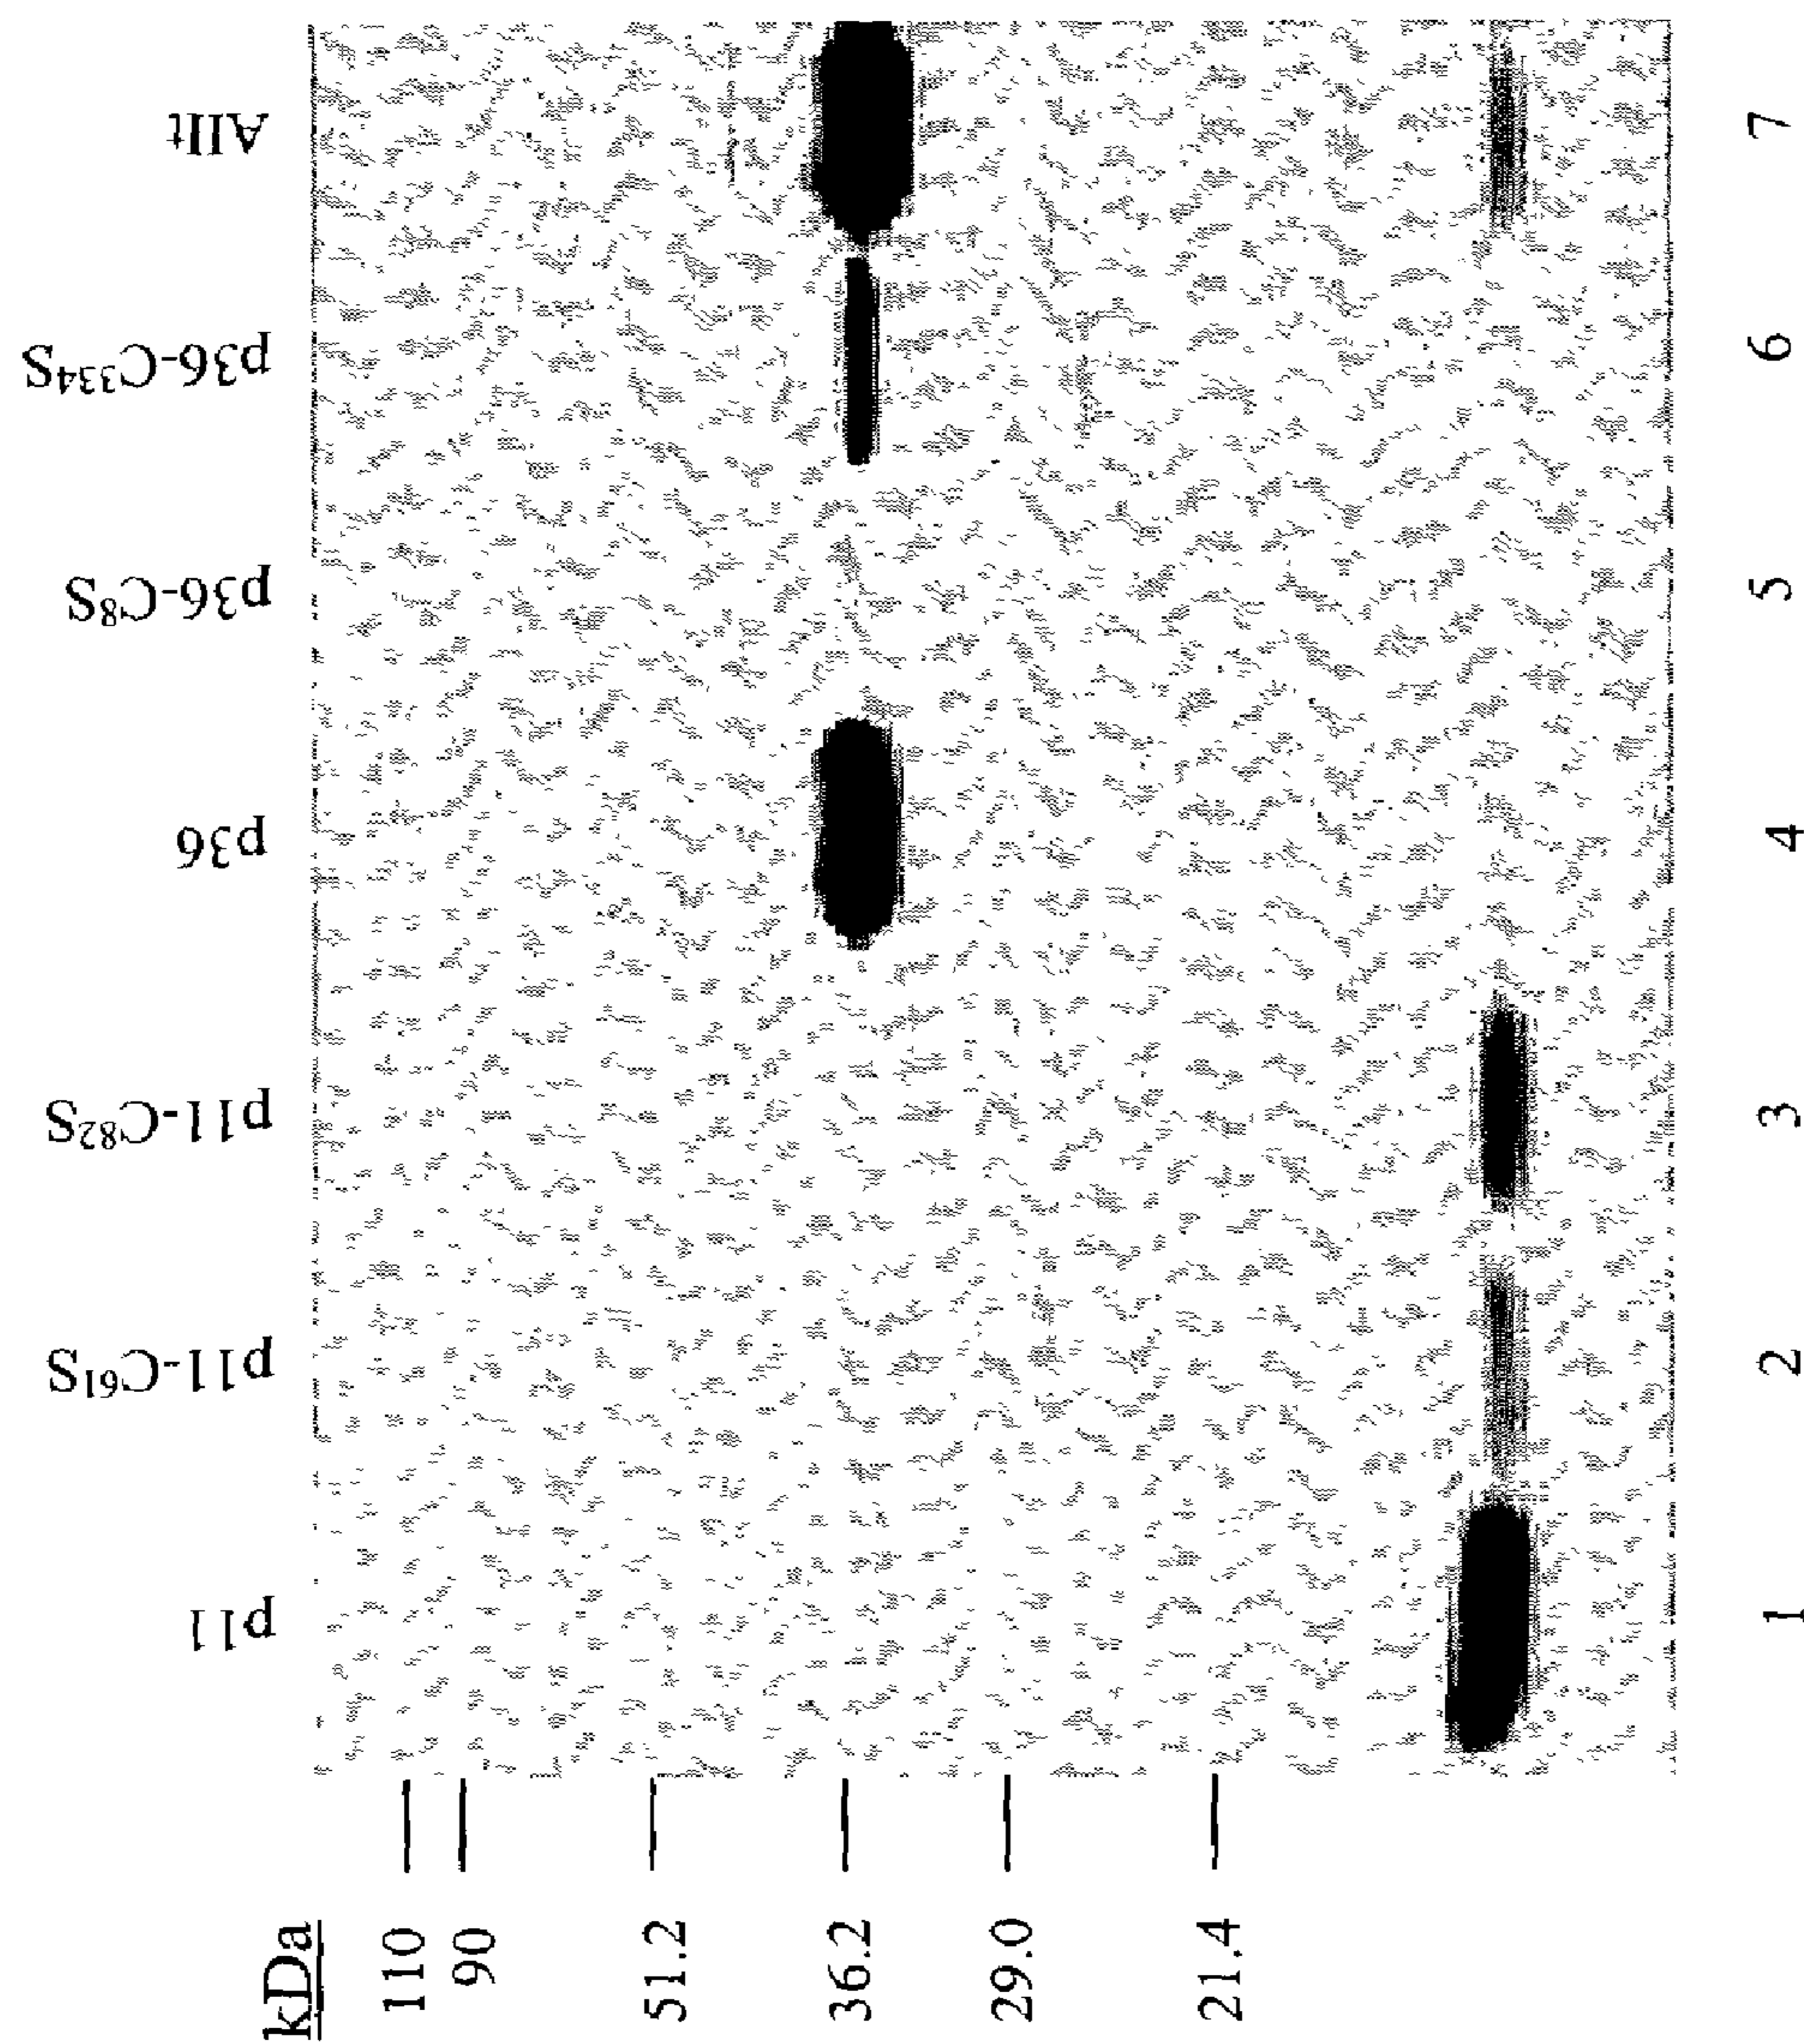 kDa
110
90
51.2
36.2
29.0
21.4
p11
p11-C⁶¹S
p11-C⁸²S
p36
p36-C⁸S
p36-C³³⁴S
AIIt
1
2
3
4
5
6
7